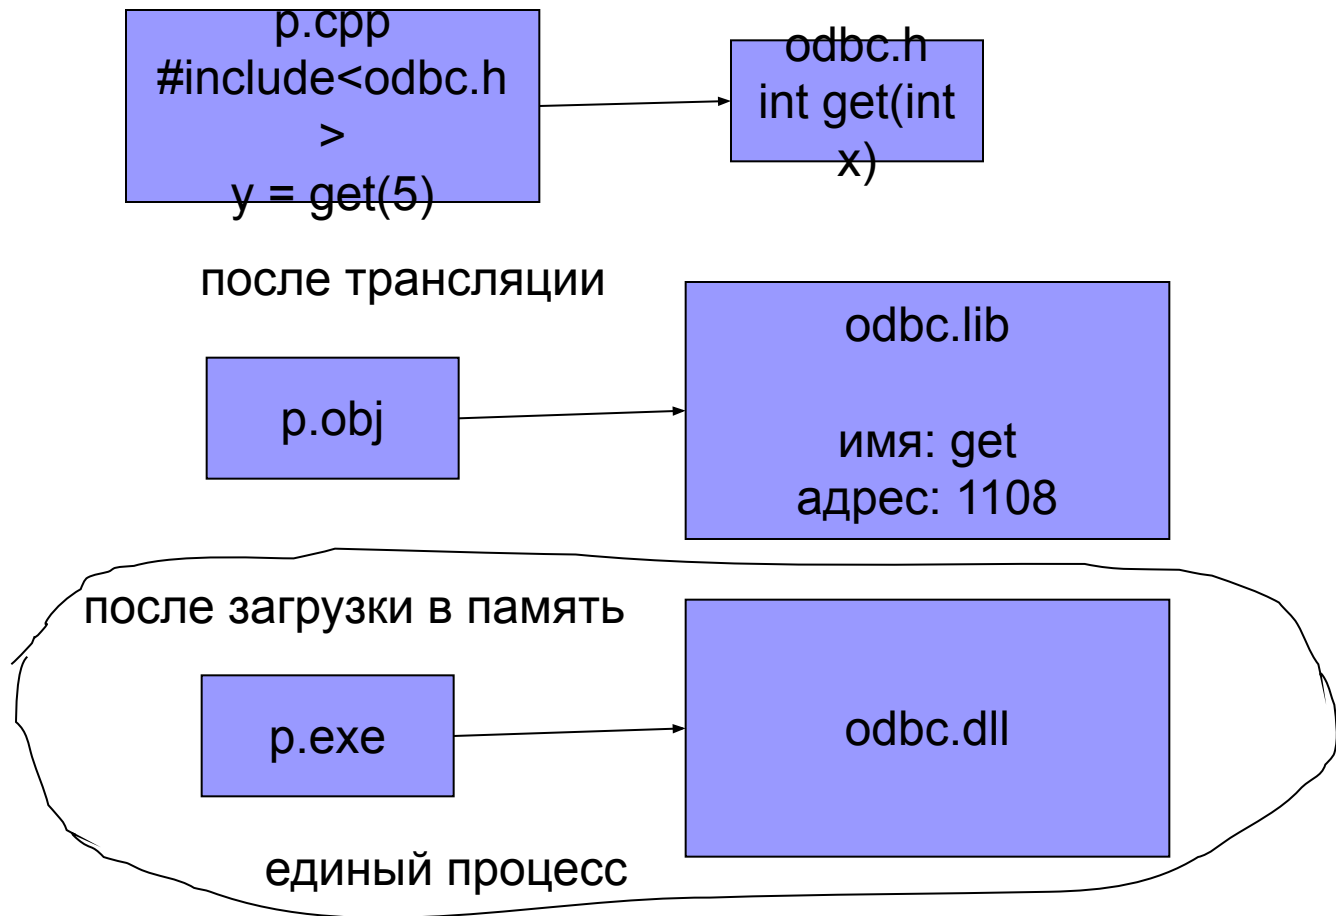 p.cpp
#include<odbc.h
>
y = get(5)
odbc.h
int get(int
x)
после трансляции
p.obj
odbc.lib
имя: get
адрес: 1108
после загрузки в память
p.exe
odbc.dll
единый процесс